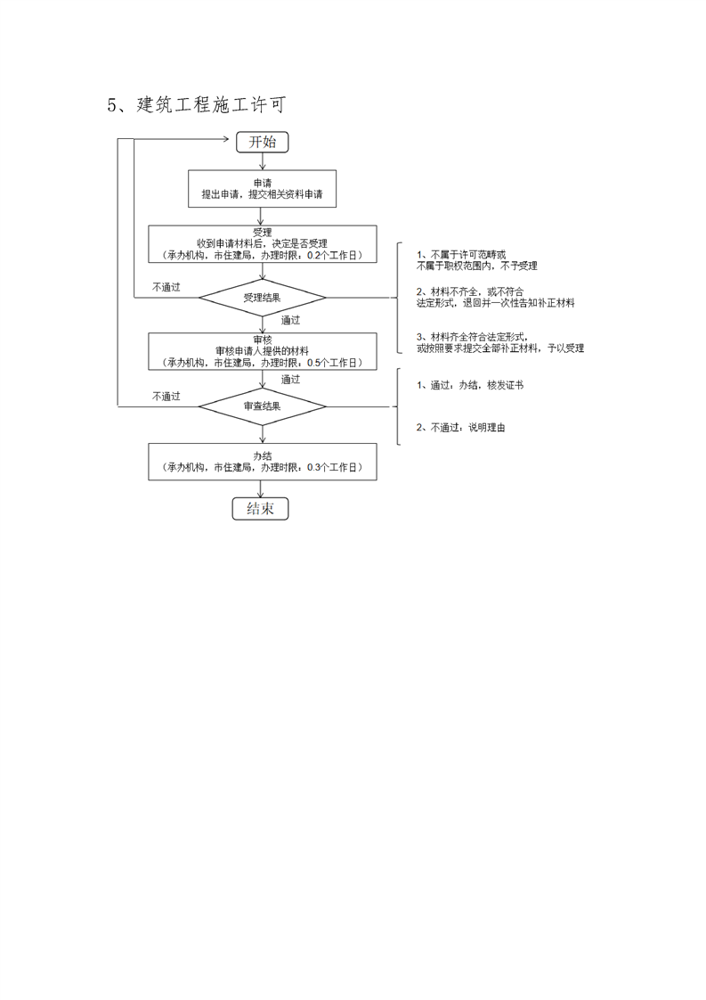 5、建筑工程施工许可
开始
申请
提出申请，提交相关资料申请
受理
收到申请材料后，决定是否受理
（承办机构，市住建局，办理时限：0.2个工作日）
1、不属于许可范畴或
不属于职权范围内，不予受理
不通过
受理结果
2、材料不齐全，或不符合
法定形式，退回并一次性告知补正材料
通过
审核
审核申请人提供的材料
（承办机构，市住建局，办理时限：0.5个工作日）
3、材料齐全符合法定形式，
或按照要求提交全部补正材料，予以受理
通过
不通过
审查结果
1、通过：办结，核发证书
2、不通过：说明理由
办结
（承办机构，市住建局，办理时限：0.3个工作日）
结束